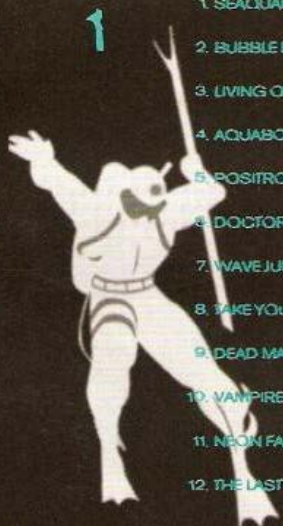 1
1. SEAQUA
2. BUBBLE
3. LIVING O
4. AQUABO
5. POSITRO
6. DOCTOR
7. WAVE JU
8. TAKE YOU
9. DEAD MA
10. VAMPIRE
11. NEON FA
12. THE LAST